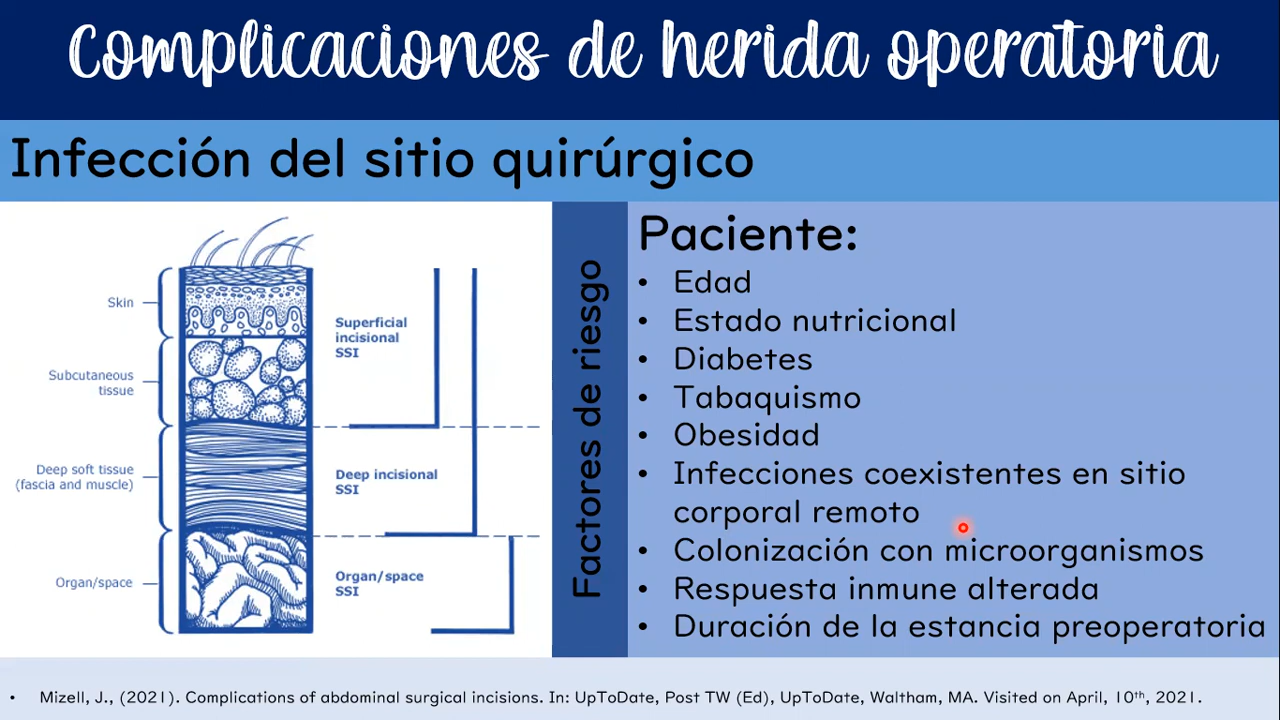 Complicaciones de herida operatoria
Infección del sitio quirúrgico
Skin
Subcutaneous
tissue
Deep soft tissue
(fascia and muscle)
Organ/space
Superficial
incisional
SSI
Deep incisional
SSI
Organ/space
SSI
Factores de riesgo
Paciente:
• Edad
• Estado nutricional
• Diabetes
• Tabaquismo
• Obesidad
• Infecciones coexistentes en sitio
corporal remoto
• Colonización con microorganismos
• Respuesta inmune alterada
• Duración de la estancia preoperatoria
• Mizell, J., (2021). Complications of abdominal surgical incisions. In: UpToDate, Post TW (Ed), UpToDate, Waltham, MA. Visited on April, 10th, 2021.